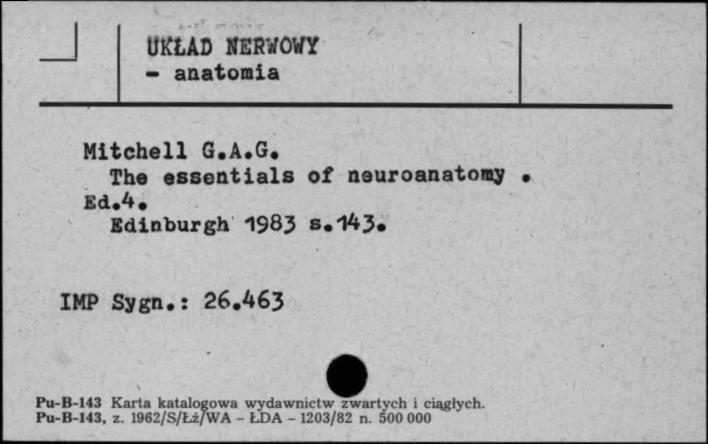 UKŁAD NERWOWY
- anatomia
Mitchell G.A.G.
The essentials of neuroanatomy .
Ed.4.
Edinburgh 1983 s.143.
IMP Sygn.: 26.463
Pu-B-143 Karta katalogowa wydawnictw zwartych i ciągłych.
Pu-B-143, z. 1962/S/Łź/WA - ŁDA - 1203/82 n. 500 000